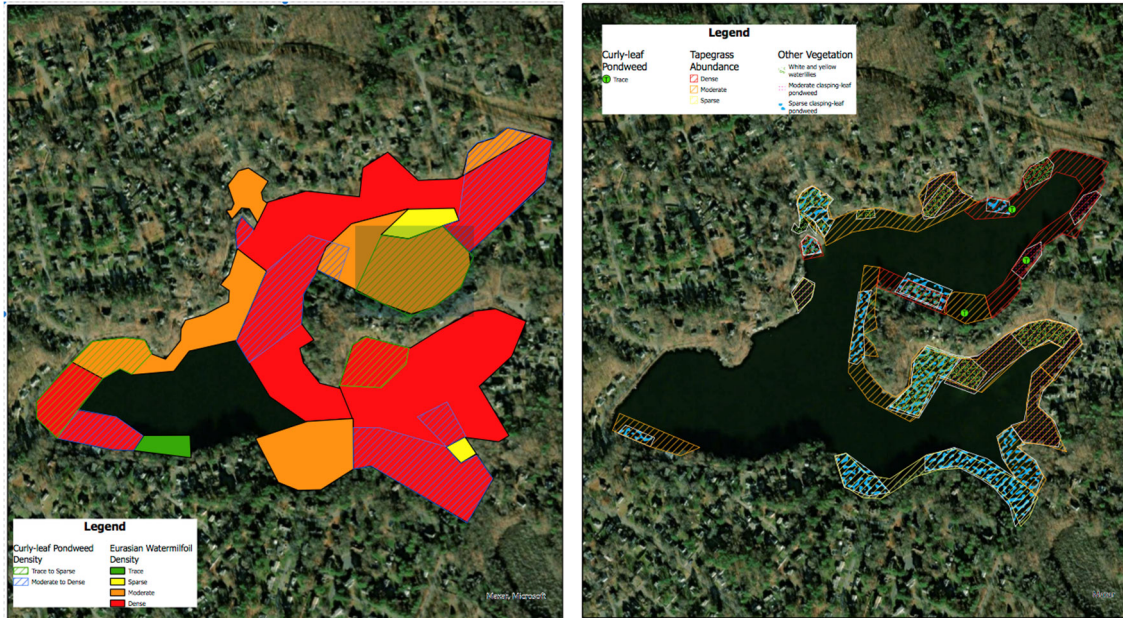 Legend
Curly-leaf Pondweed
Density
Trace to Sparse
Moderate to Dense
Eurasian Watermilfoil
Density
Trace
Sparse
Moderate
Dense
Microsoft
Legend
Curly-leaf
Pondweed
T Trace
Tapegrass
Abundance
Dense
Moderate
Sparse
Other Vegetation
White and yellow
waterlilies
Moderate clasping-leaf
pondweed
Sparse clasping-leaf
pondweed
T
T
T